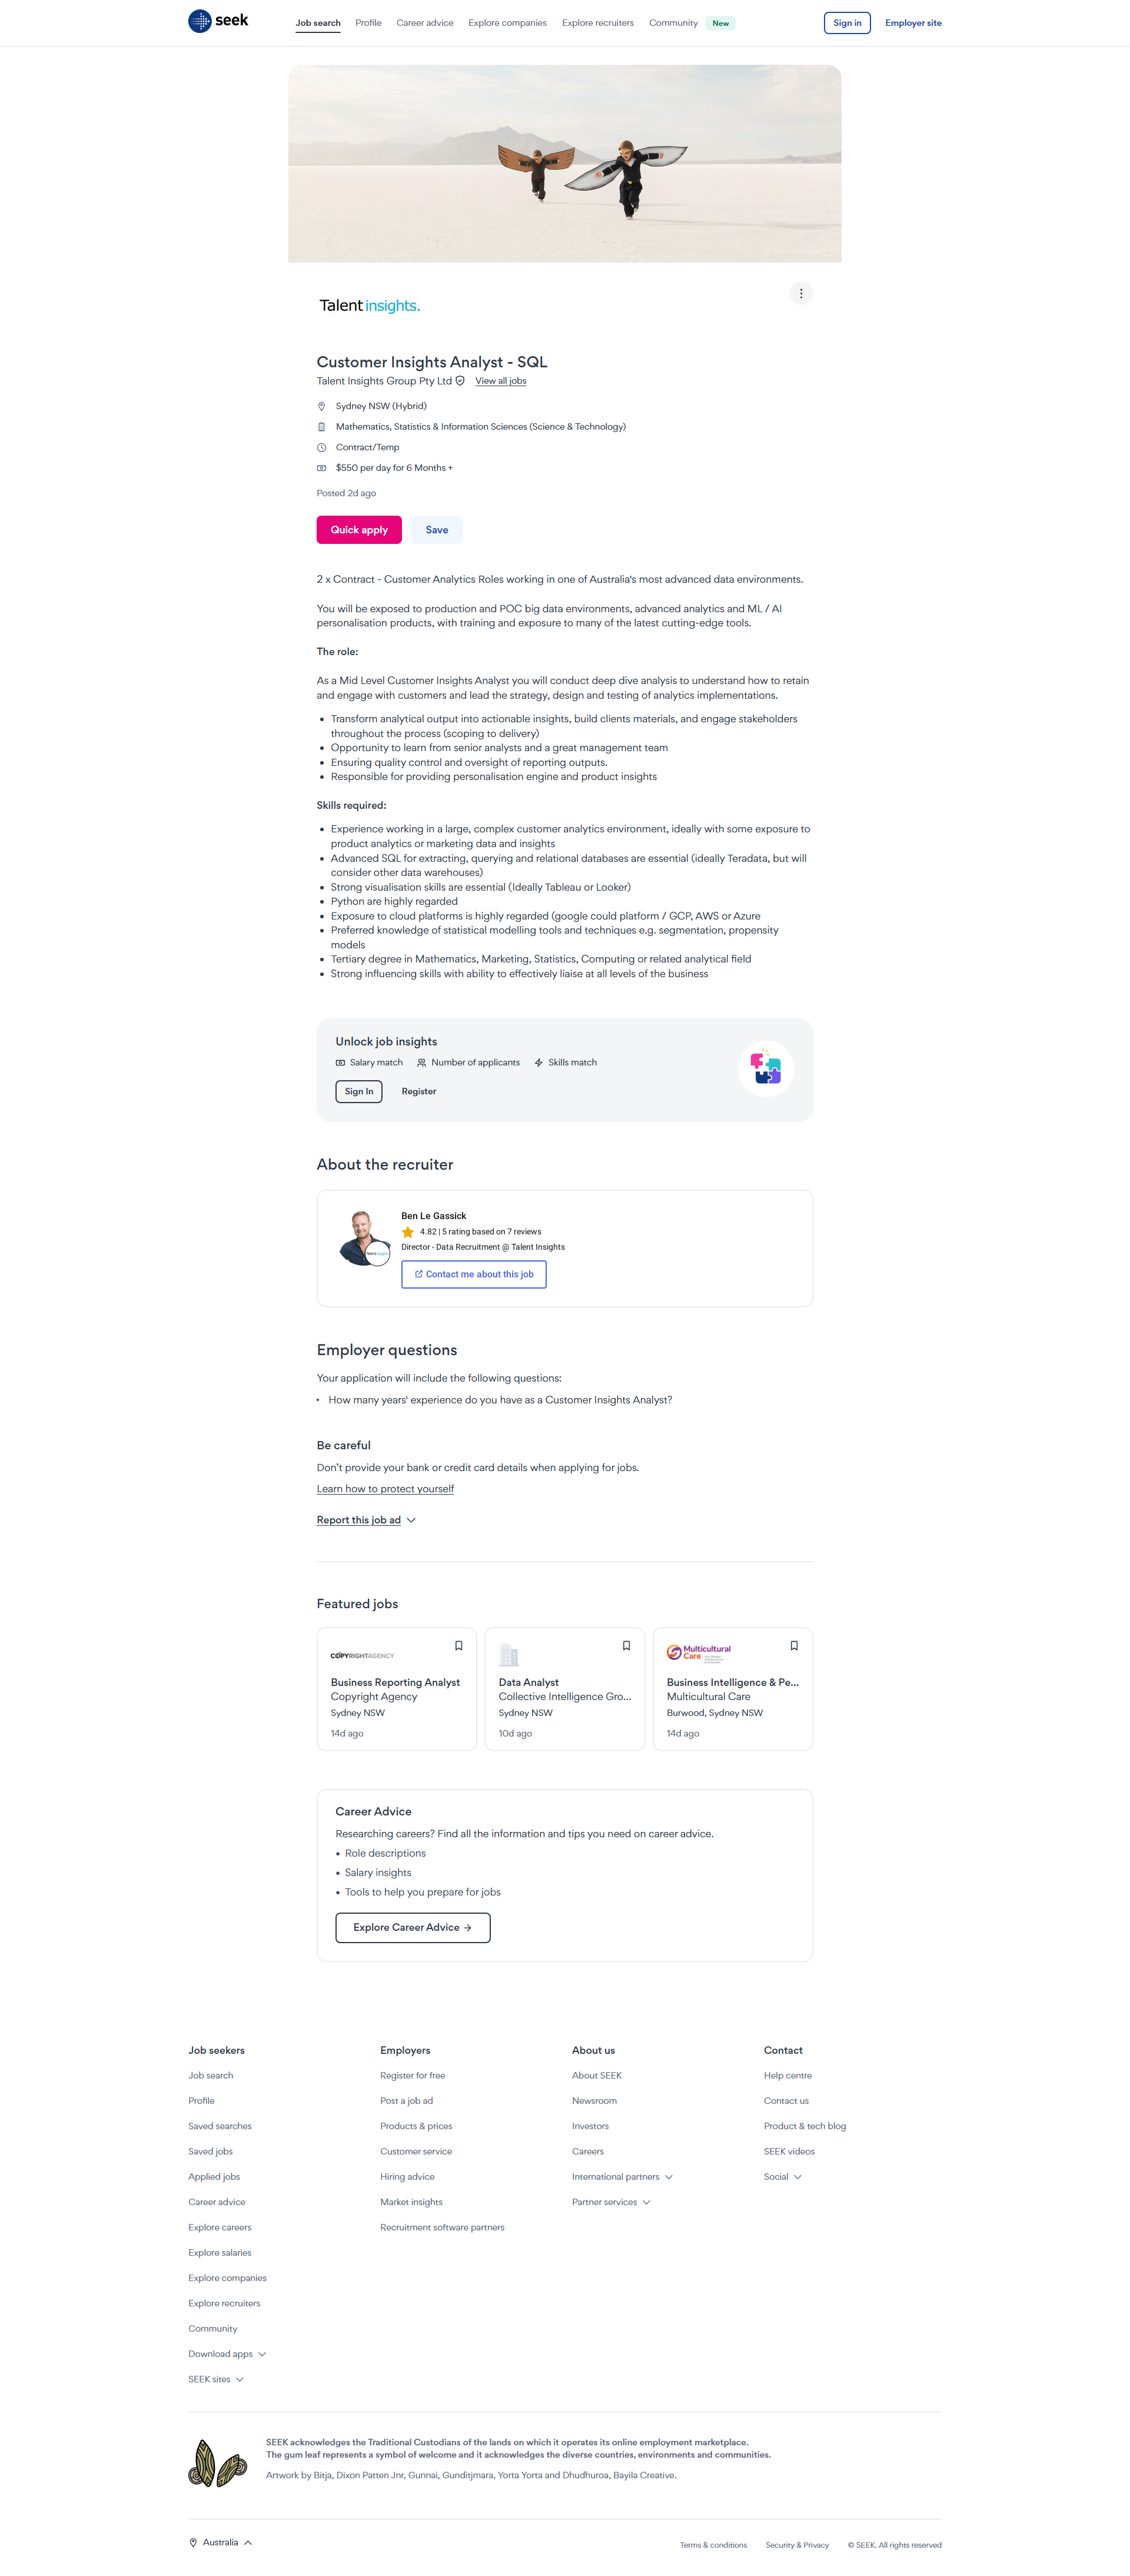 seek
Job search
Profile
Career advice
Explore companies
Explore recruiters
Community
New
Sign in
Employer site
Talent insights.
Customer Insights Analyst - SQL
Talent Insights Group Pty Ltd
View all jobs
Sydney NSW (Hybrid)
Mathematics, Statistics & Information Sciences (Science & Technology)
Contract/Temp
$550 per day for 6 Months +
Posted 2d ago
Quick apply
Save
2 x Contract - Customer Analytics Roles working in one of Australia's most advanced data environments.
You will be exposed to production and POC big data environments, advanced analytics and ML / AI
personalisation products, with training and exposure to many of the latest cutting-edge tools.
The role:
As a Mid Level Customer Insights Analyst you will conduct deep dive analysis to understand how to retain
and engage with customers and lead the strategy, design and testing of analytics implementations.
• Transform analytical output into actionable insights, build clients materials, and engage stakeholders
throughout the process (scoping to delivery)
• Opportunity to learn from senior analysts and a great management team
• Ensuring quality control and oversight of reporting outputs.
• Responsible for providing personalisation engine and product insights
Skills required:
• Experience working in a large, complex customer analytics environment, ideally with some exposure to
product analytics or marketing data and insights
• Advanced SQL for extracting, querying and relational databases are essential (ideally Teradata, but will
consider other data warehouses)
• Strong visualisation skills are essential (Ideally Tableau or Looker)
• Python are highly regarded
• Exposure to cloud platforms is highly regarded (google could platform / GCP, AWS or Azure
• Preferred knowledge of statistical modelling tools and techniques e.g. segmentation, propensity
models
• Tertiary degree in Mathematics, Marketing, Statistics, Computing or related analytical field
• Strong influencing skills with ability to effectively liaise at all levels of the business
Unlock job insights
Salary match
Number of applicants
Skills match
Sign In
Register
About the recruiter
Ben Le Gassick
4.82 | 5 rating based on 7 reviews
Director - Data Recruitment @ Talent Insights
Contact me about this job
Employer questions
Your application will include the following questions:
• How many years' experience do you have as a Customer Insights Analyst?
Be careful
Don't provide your bank or credit card details when applying for jobs.
Learn how to protect yourself
Report this job ad
Featured jobs
COPYRIGHTAGENCY
Business Reporting Analyst
Copyright Agency
Sydney NSW
14d ago
Data Analyst
Collective Intelligence Gro...
Sydney NSW
10d ago
Multicultural
Care
Business Intelligence & Pe...
Multicultural Care
Burwood, Sydney NSW
14d ago
Career Advice
Researching careers? Find all the information and tips you need on career advice.
• Role descriptions
• Salary insights
• Tools to help you prepare for jobs
Explore Career Advice →
Job seekers
Job search
Profile
Saved searches
Saved jobs
Applied jobs
Career advice
Explore careers
Explore salaries
Explore companies
Explore recruiters
Community
Download apps
SEEK sites
Employers
Register for free
Post a job ad
Products & prices
Customer service
Hiring advice
Market insights
Recruitment software partners
About us
About SEEK
Newsroom
Investors
Careers
International partners
Partner services
Contact
Help centre
Contact us
Product & tech blog
SEEK videos
Social
SEEK acknowledges the Traditional Custodians of the lands on which it operates its online employment marketplace.
The gum leaf represents a symbol of welcome and it acknowledges the diverse countries, environments and communities.
Artwork by Bitja, Dixon Patten Jnr, Gunnai, Gunditjmara, Yorta Yorta and Dhudhuroa, Bayila Creative.
Australia
Terms & conditions
Security & Privacy
© SEEK. All rights reserved